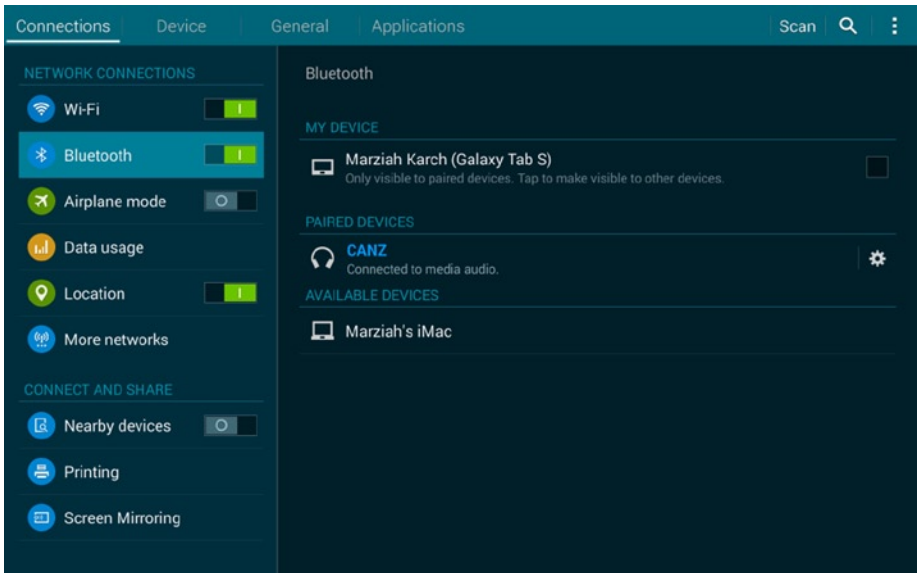 Connections
Device
General
Applications
Scan
NETWORK CONNECTIONS
Wi-Fi
Bluetooth
Airplane mode
Data usage
Location
More networks
CONNECT AND SHARE
Nearby devices
Printing
Screen Mirroring
Bluetooth
MY DEVICE
Marziah Karch (Galaxy Tab S)
Only visible to paired devices. Tap to make visible to other devices.
PAIRED DEVICES
CANZ
Connected to media audio.
AVAILABLE DEVICES
Marziah's iMac